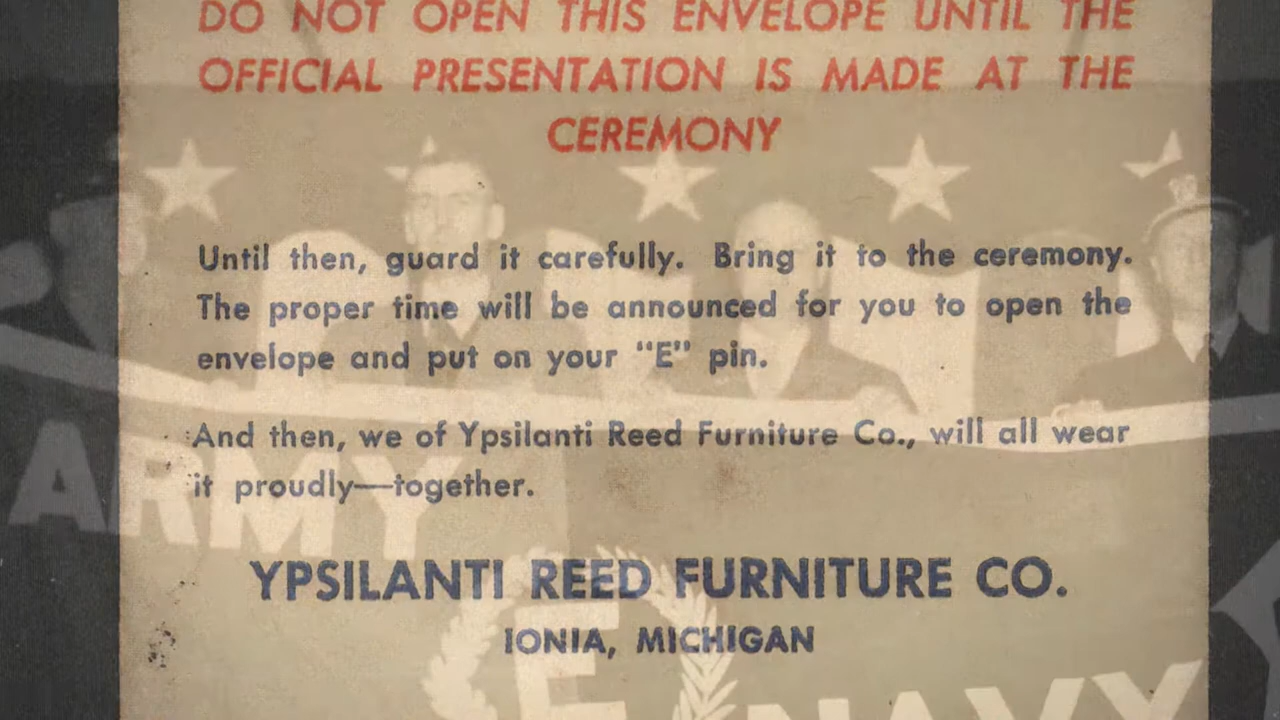 DO NOT OPEN THIS ENVELOPE UNTIL THE
OFFICIAL PRESENTATION IS MADE AT THE
CEREMONY
Until then, guard it carefully. Bring it to the ceremony.
The proper time will be announced for you to open the
envelope and put on your "E" pin.
And then, we of Ypsilanti Reed Furniture Co., will all wear
it proudly—together.
YPSILANTI REED FURNITURE CO.
IONIA, MICHIGAN
ARMY
E
NAVY